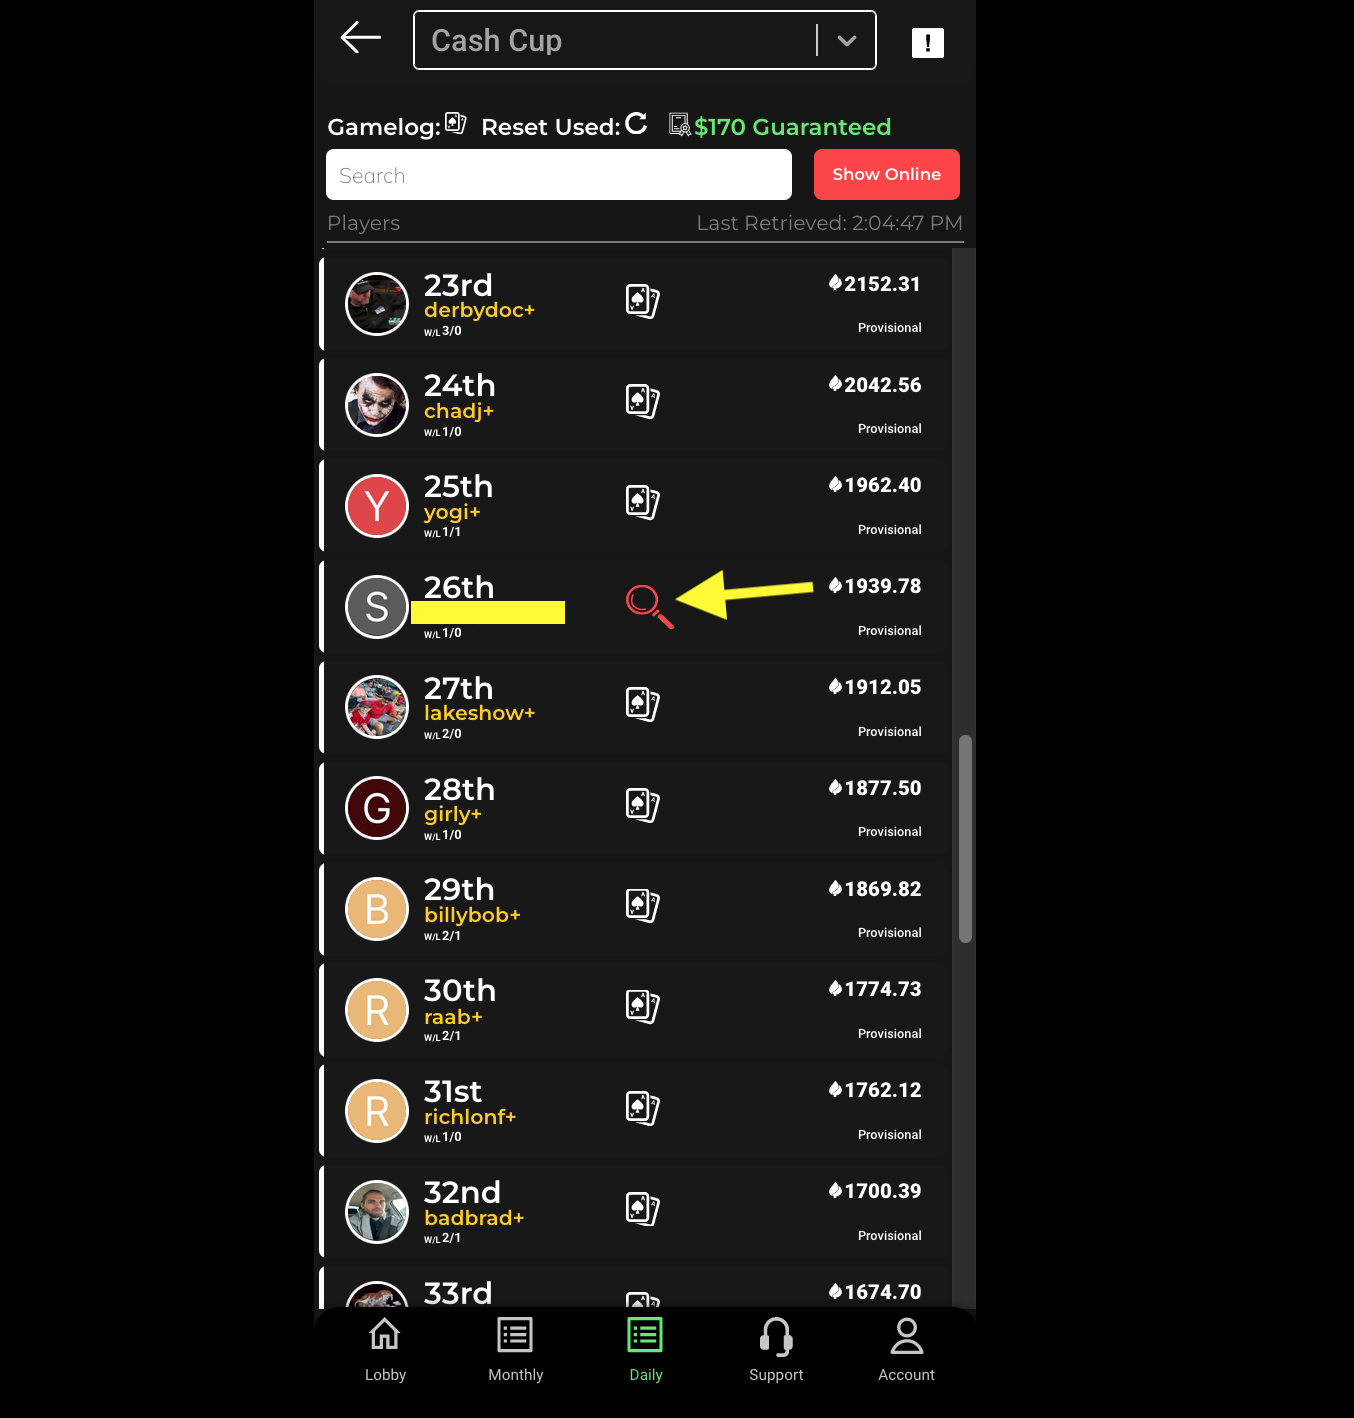 Cash Cup
!
Gamelog: Reset Used: $170 Guaranteed
Search
Show Online
Players Last Retrieved: 2:04:47 PM
23rd
2152.31
derbydoc+
W/L 3/0
Provisional
24th
2042.56
chadj+
W/L 1/0
Provisional
Y
25th
1962.40
yogi+
W/L 1/1
Provisional
S
26th
1939.78
W/L 1/0
Provisional
27th
1912.05
lakeshow+
W/L 2/0
Provisional
G
28th
1877.50
girly+
W/L 1/0
Provisional
B
29th
1869.82
billybob+
W/L 2/1
Provisional
R
30th
1774.73
raab+
W/L 2/1
Provisional
R
31st
1762.12
richlonf+
W/L 1/0
Provisional
32nd
1700.39
badbrad+
W/L 2/1
Provisional
33rd
1674.70
Lobby Monthly Daily Support Account